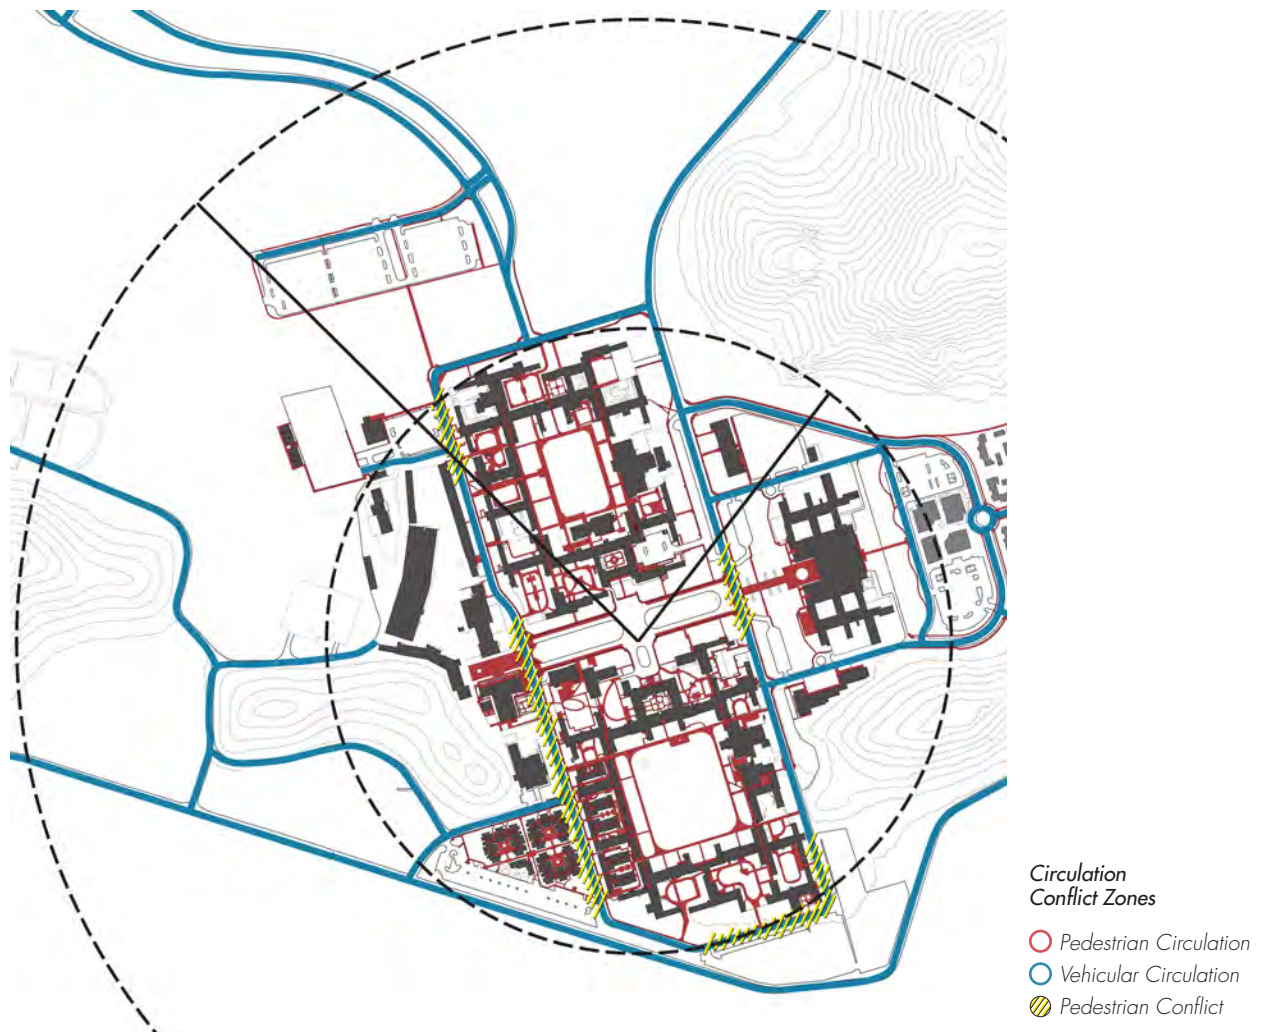 Circulation
Conflict Zones
Pedestrian Circulation
Vehicular Circulation
Pedestrian Conflict